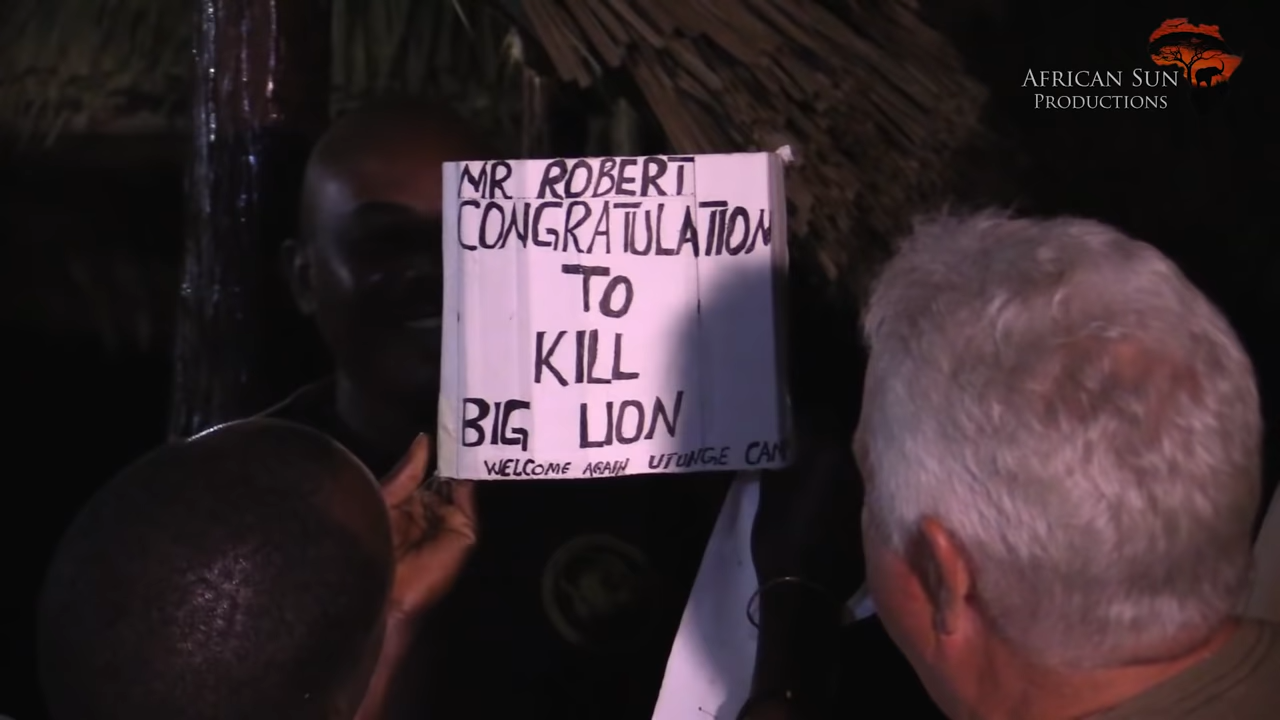 AFRICAN SUN
PRODUCTIONS
MR ROBERT
CONGRATULATION
TO
KILL
BIG LION
WELCOME AGAIN UTUNGE